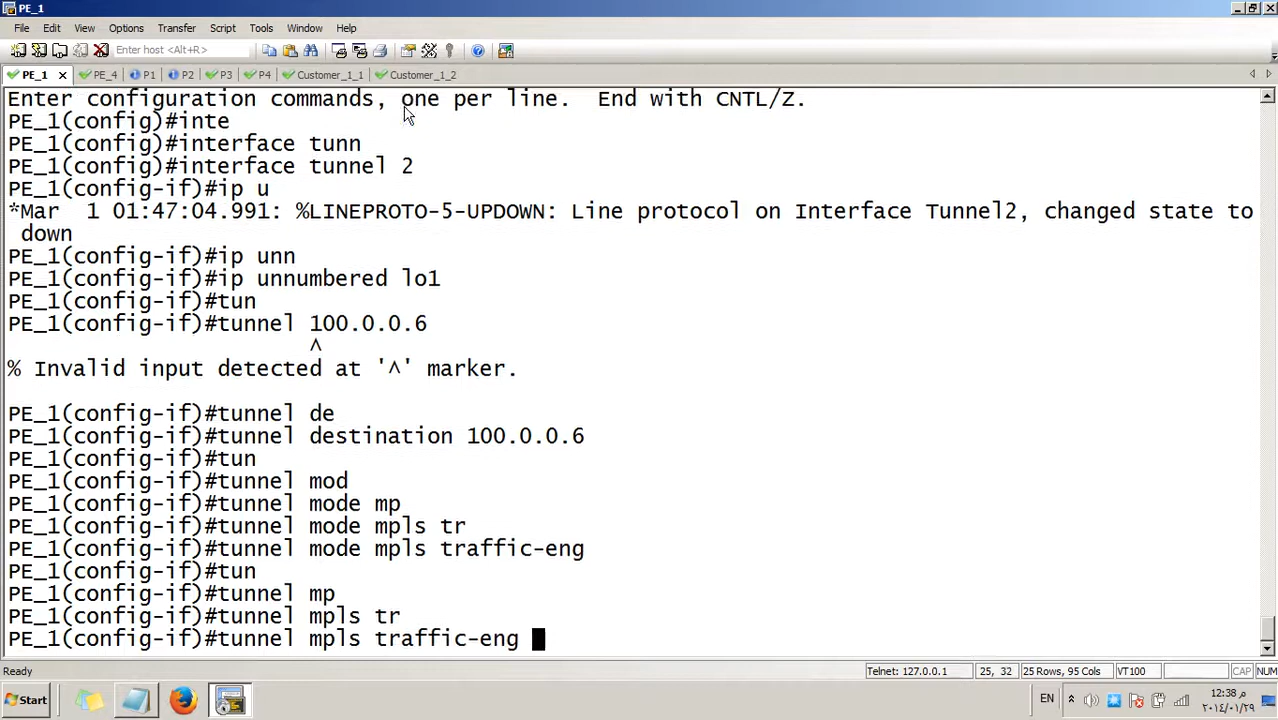 PE_1
File Edit View Options Transfer Script Tools Window Help
Enter host <Alt+R>
PE_1 PE_4 P1 P2 P3 P4 Customer_1_1 Customer_1_2
Enter configuration commands, one per line.  End with CNTL/Z.
PE_1(config)#inte
PE_1(config)#interface tunn
PE_1(config)#interface tunnel 2
PE_1(config-if)#ip u
*Mar  1 01:47:04.991: %LINEPROTO-5-UPDOWN: Line protocol on Interface Tunnel2, changed state to
down
PE_1(config-if)#ip unn
PE_1(config-if)#ip unnumbered lo1
PE_1(config-if)#tun
PE_1(config-if)#tunnel 100.0.0.6
^
% Invalid input detected at '^' marker.
PE_1(config-if)#tunnel de
PE_1(config-if)#tunnel destination 100.0.0.6
PE_1(config-if)#tun
PE_1(config-if)#tunnel mod
PE_1(config-if)#tunnel mode mp
PE_1(config-if)#tunnel mode mpls tr
PE_1(config-if)#tunnel mode mpls traffic-eng
PE_1(config-if)#tun
PE_1(config-if)#tunnel mp
PE_1(config-if)#tunnel mpls tr
PE_1(config-if)#tunnel mpls traffic-eng
Ready Telnet: 127.0.0.1 25, 32 25 Rows, 95 Cols VT100 CAP NUM
Start EN 12:38 م
٢٠١٤/٠١/٢٩